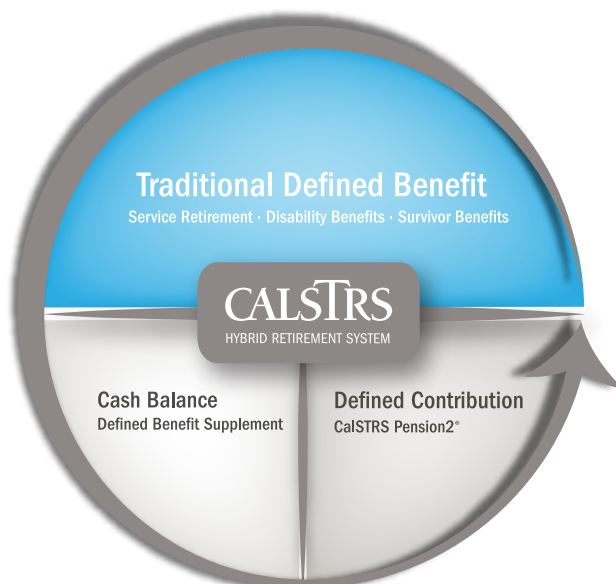 Traditional Defined Benefit
Service Retirement · Disability Benefits · Survivor Benefits
CALSTRS
HYBRID RETIREMENT SYSTEM
Cash Balance
Defined Benefit Supplement
Defined Contribution
CalSTRS Pension2®